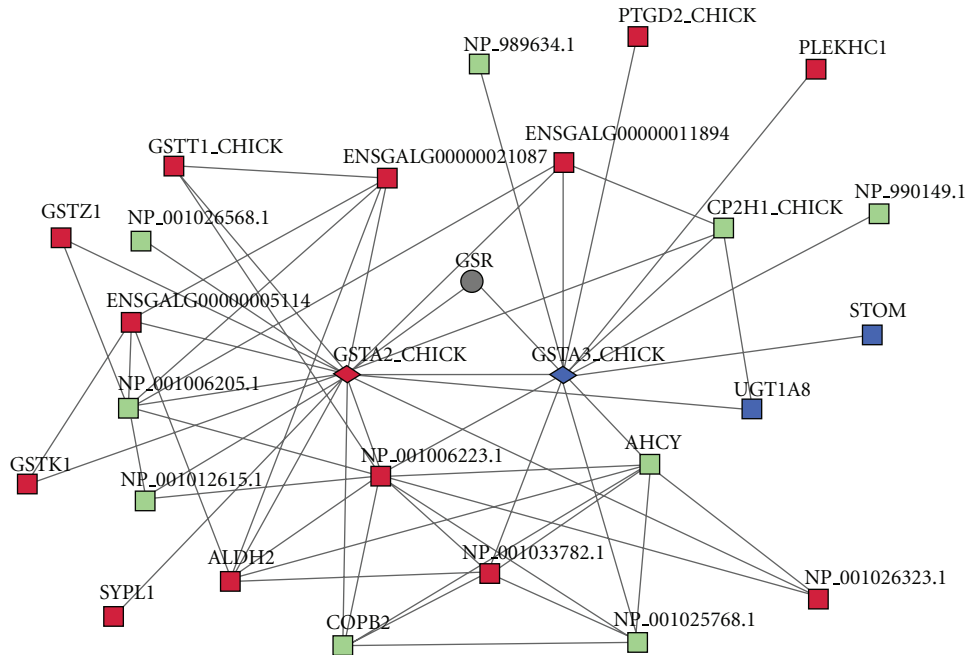 PTGD2_CHICK
NP_989634.1
PLEKHC1
GSTT1_CHICK
ENSGALG00000021087
ENSGALG00000011894
NP_990149.1
GSTZ1
NP_001026568.1
CP2H1_CHICK
GSR
ENSGALG00000005114
STOM
GSTA2_CHICK
GSTA3_CHICK
NP_001006205.1
UGT1A8
AHCY
GSTK1
NP_001012615.1
NP_001006223.1
ALDH2
NP_001033782.1
NP_001026323.1
SYPL1
COPB2
NP_001025768.1